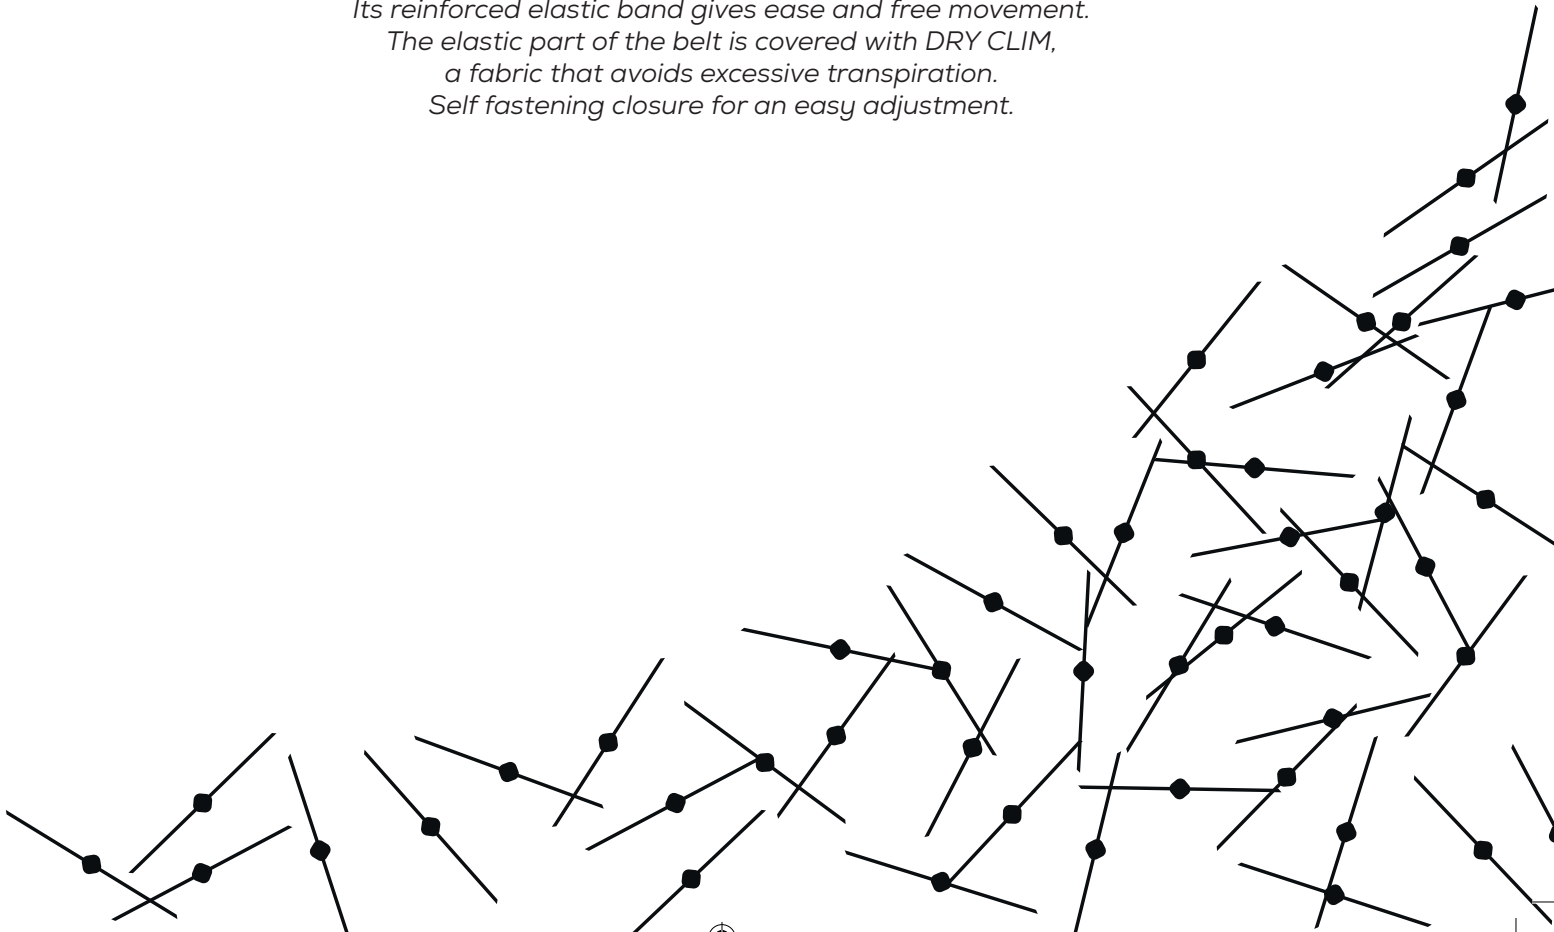 Its reinforced elastic band gives ease and free movement.
The elastic part of the belt is covered with DRY CLIM,
a fabric that avoids excessive transpiration.
Self fastening closure for an easy adjustment.